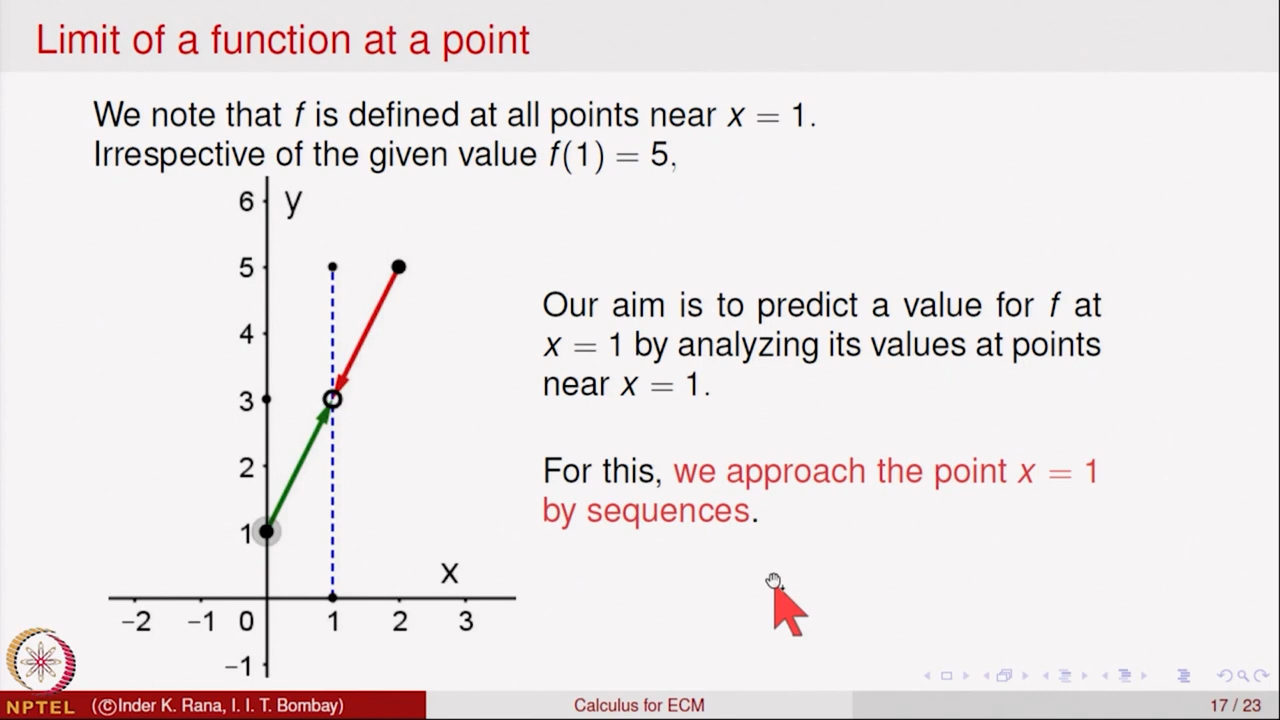 Limit of a function at a point
We note that f is defined at all points near x = 1.
Irrespective of the given value f(1) = 5,
6
y
5
4
3
2
1
x
−2 −1 0 1 2 3
−1
Our aim is to predict a value for f at
x = 1 by analyzing its values at points
near x = 1.
For this, we approach the point x = 1
by sequences.
NPTEL
(©Inder K. Rana, I. I. T. Bombay)
Calculus for ECM
17 / 23